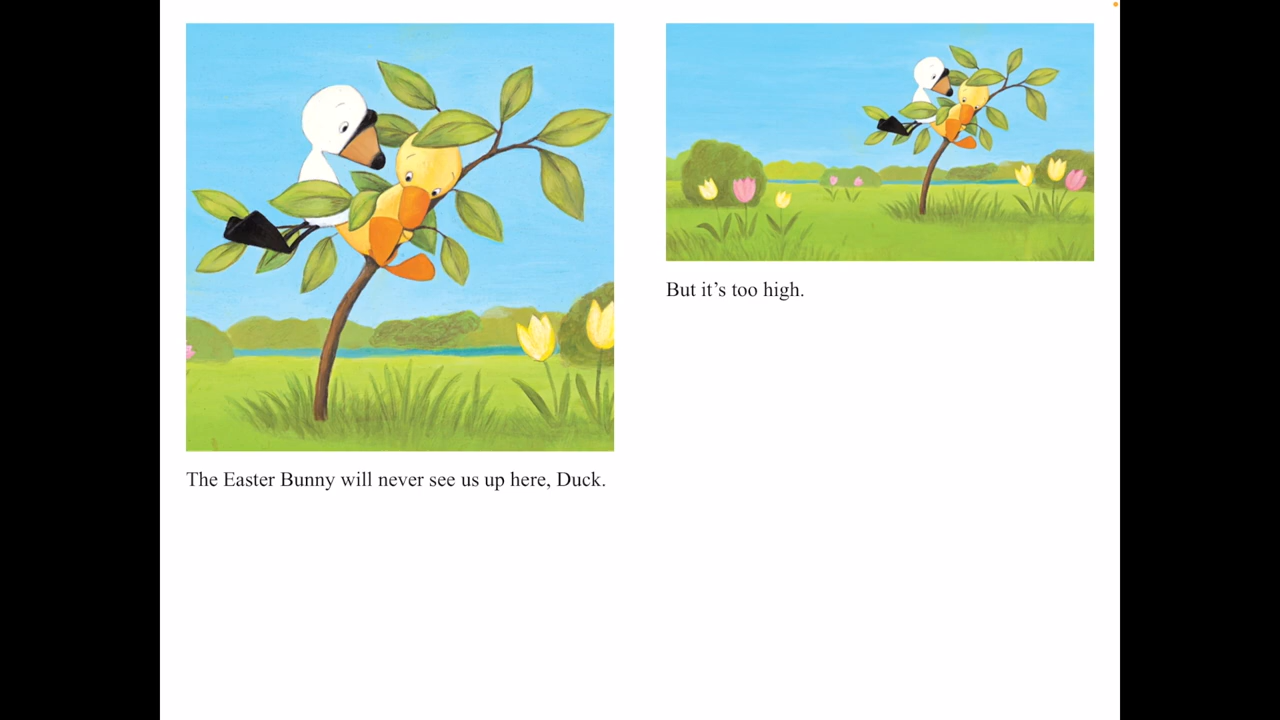 The Easter Bunny will never see us up here, Duck.
But it’s too high.